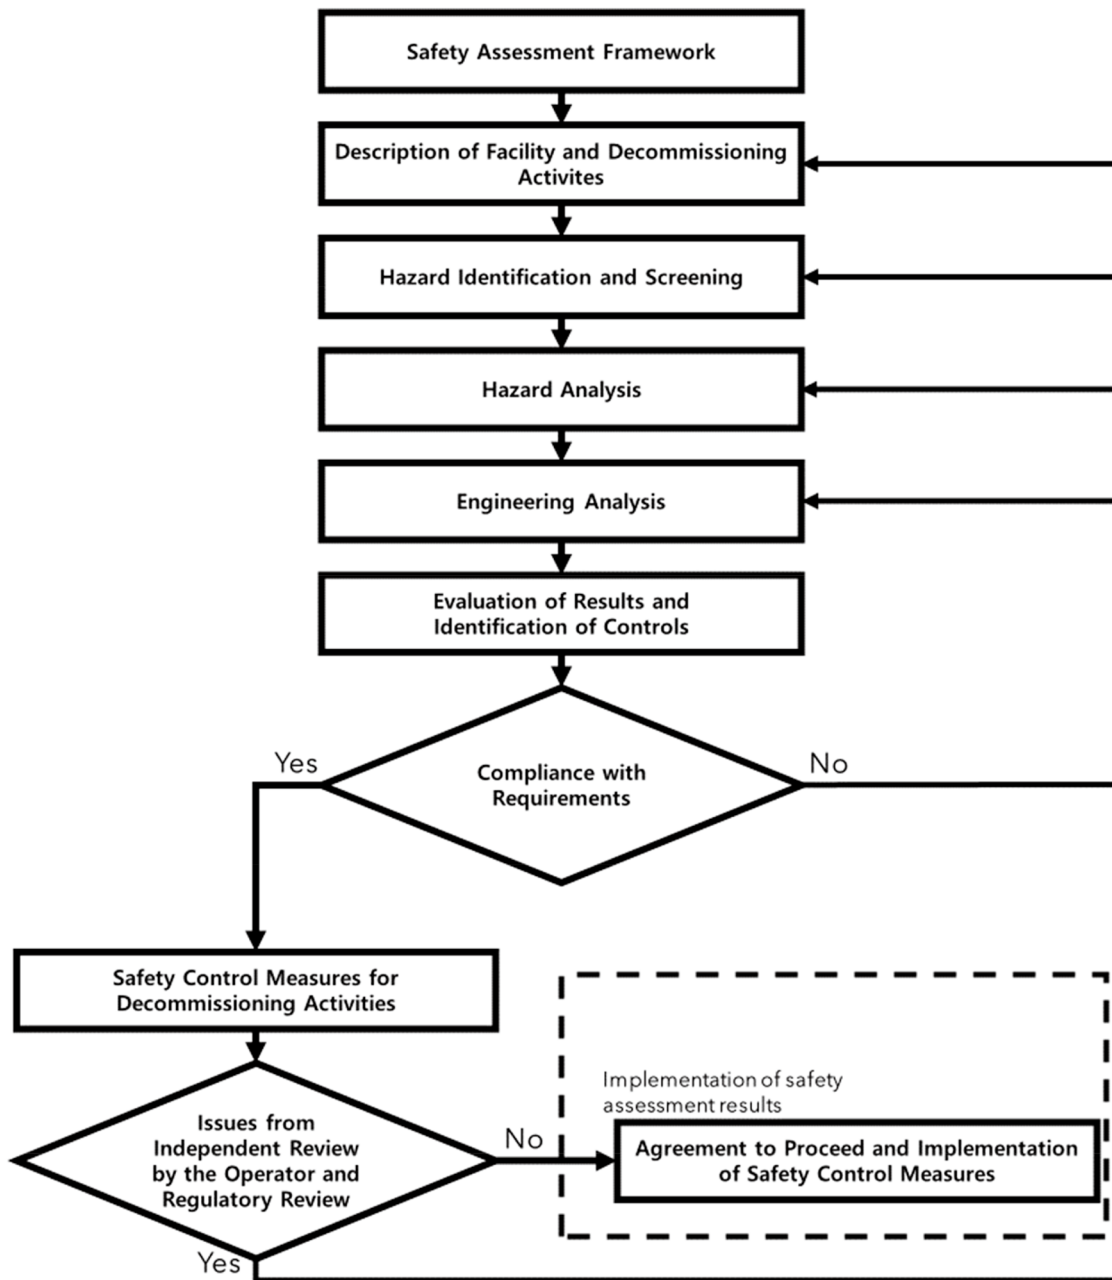 Safety Assessment Framework
Description of Facility and Decommissioning
Activites
Hazard Identification and Screening
Hazard Analysis
Engineering Analysis
Evaluation of Results and
Identification of Controls
Compliance with
Requirements
Yes
No
Safety Control Measures for
Decommissioning Activities
Issues from
Independent Review
by the Operator and
Regulatory Review
No
Yes
Implementation of safety
assessment results
Agreement to Proceed and Implementation
of Safety Control Measures